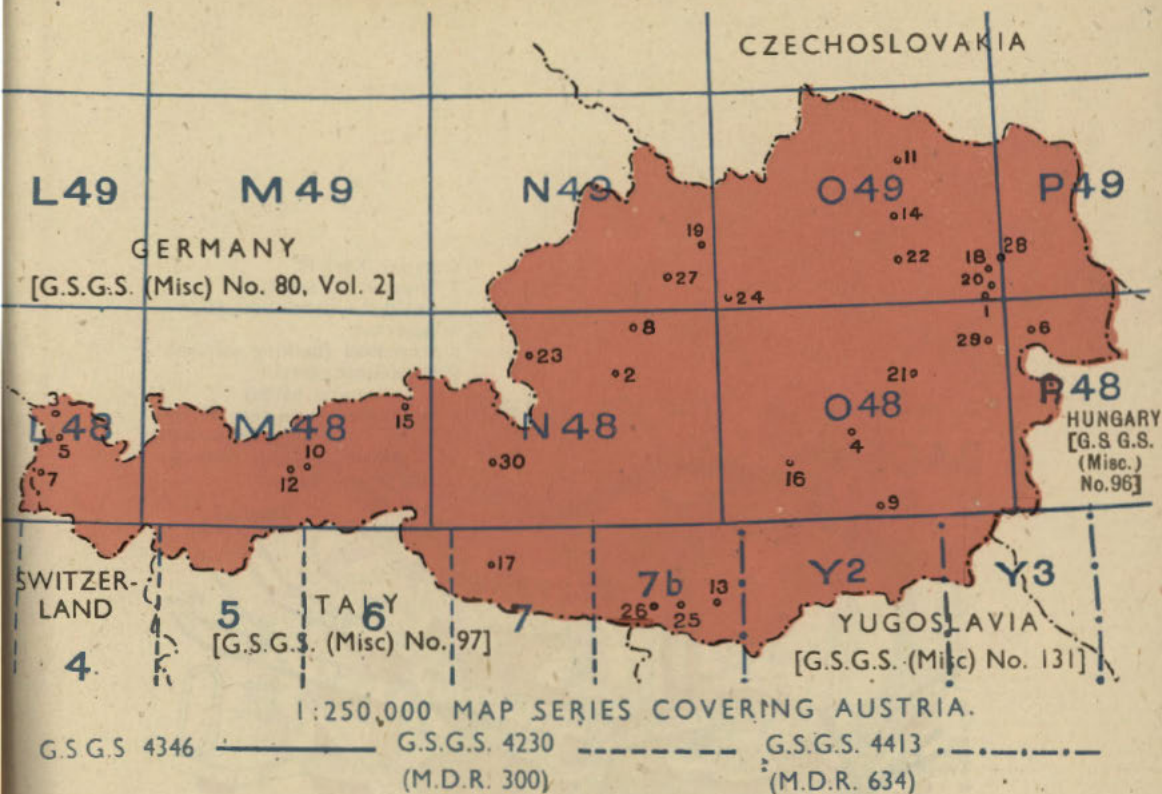 CZECHOSLOVAKIA
L49 M49 N49 O49 P49
11
14
19
GERMANY
22 18 28
[G.S.G.S. (Misc) No. 80, Vol. 2]
27 20
24 1
8 29 6
23
2 21
3 15 O48 P48
L48 M48 N48
HUNGARY
[G.S G.S.
(Misc.)
No.96]
5 4
10
7 12 30 16
9
17
SWITZER-
LAND
7b 13 Y2 Y3
26 25
5 ITALY 6 7
YUGOSLAVIA
[G.S.G.S. (Misc) No. 97]
[G.S.G.S. (Misc) No. 131]
4
1:250,000 MAP SERIES COVERING AUSTRIA.
G.S.G.S 4346 G.S.G.S. 4230 G.S.G.S. 4413
(M.D.R. 300) (M.D.R. 634)